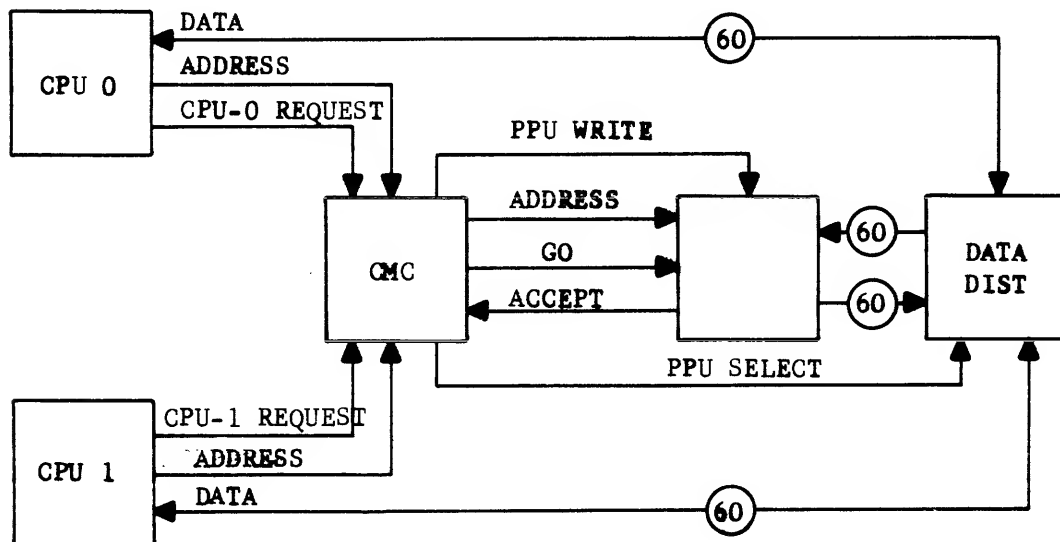 DATA
60
CPU 0
ADDRESS
CPU-0 REQUEST
PPU WRITE
ADDRESS
60
CMC
GO
DATA
DIST
ACCEPT
60
PPU SELECT
CPU-1 REQUEST
CPU 1
ADDRESS
DATA
60